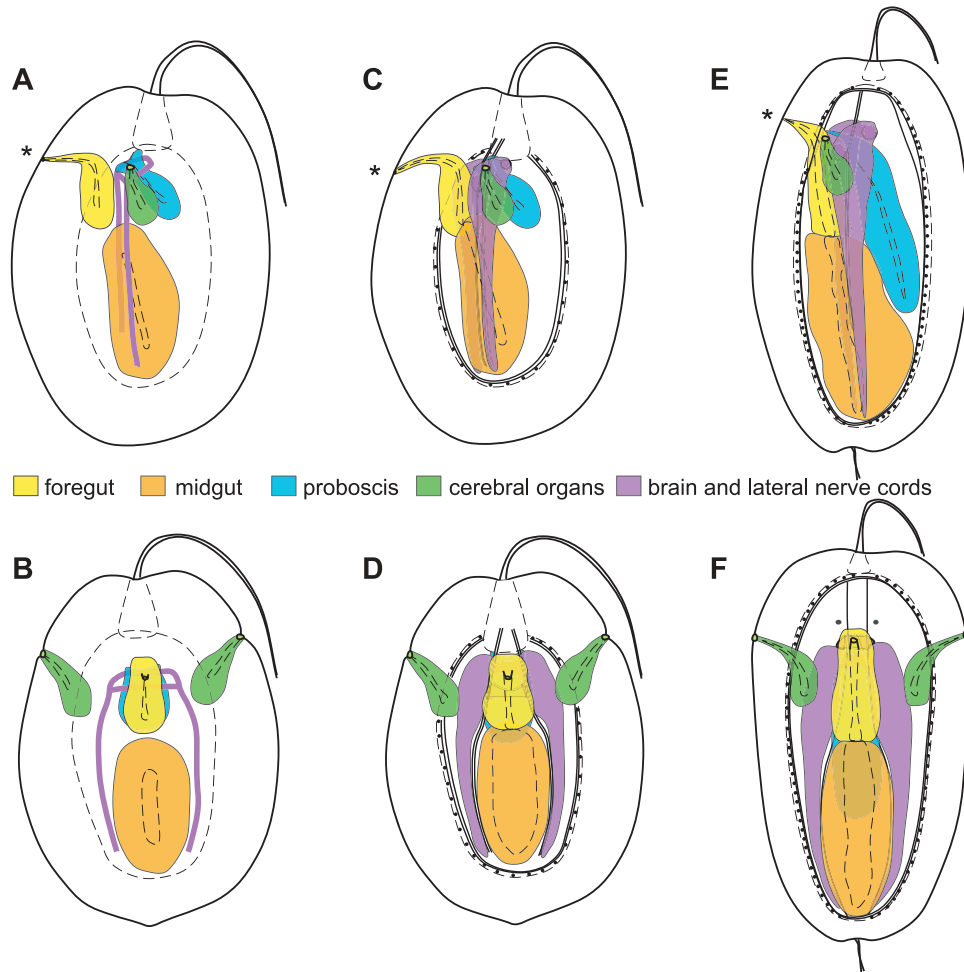 A
C
E
*
*
*
foregut midgut proboscis cerebral organs brain and lateral nerve cords
B
D
F